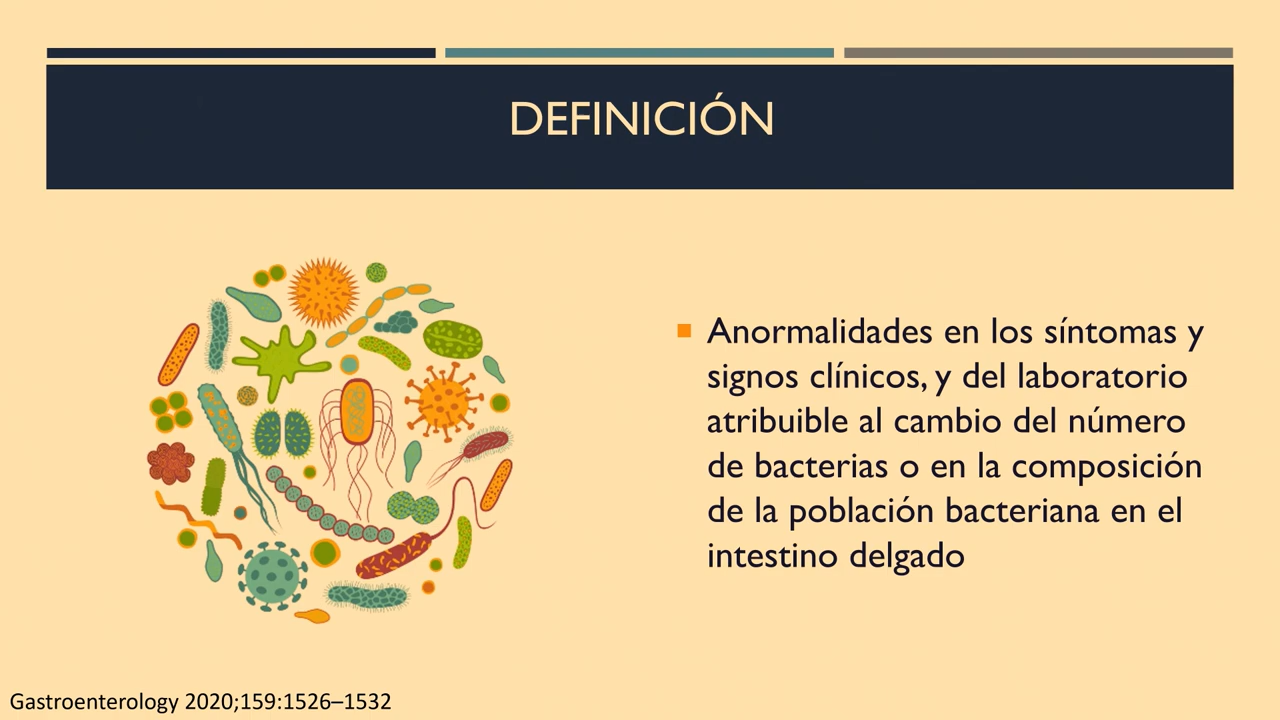 DEFINICIÓN
Anormalidades en los síntomas y
signos clínicos, y del laboratorio
atribuible al cambio del número
de bacterias o en la composición
de la población bacteriana en el
intestino delgado
Gastroenterology 2020;159:1526–1532